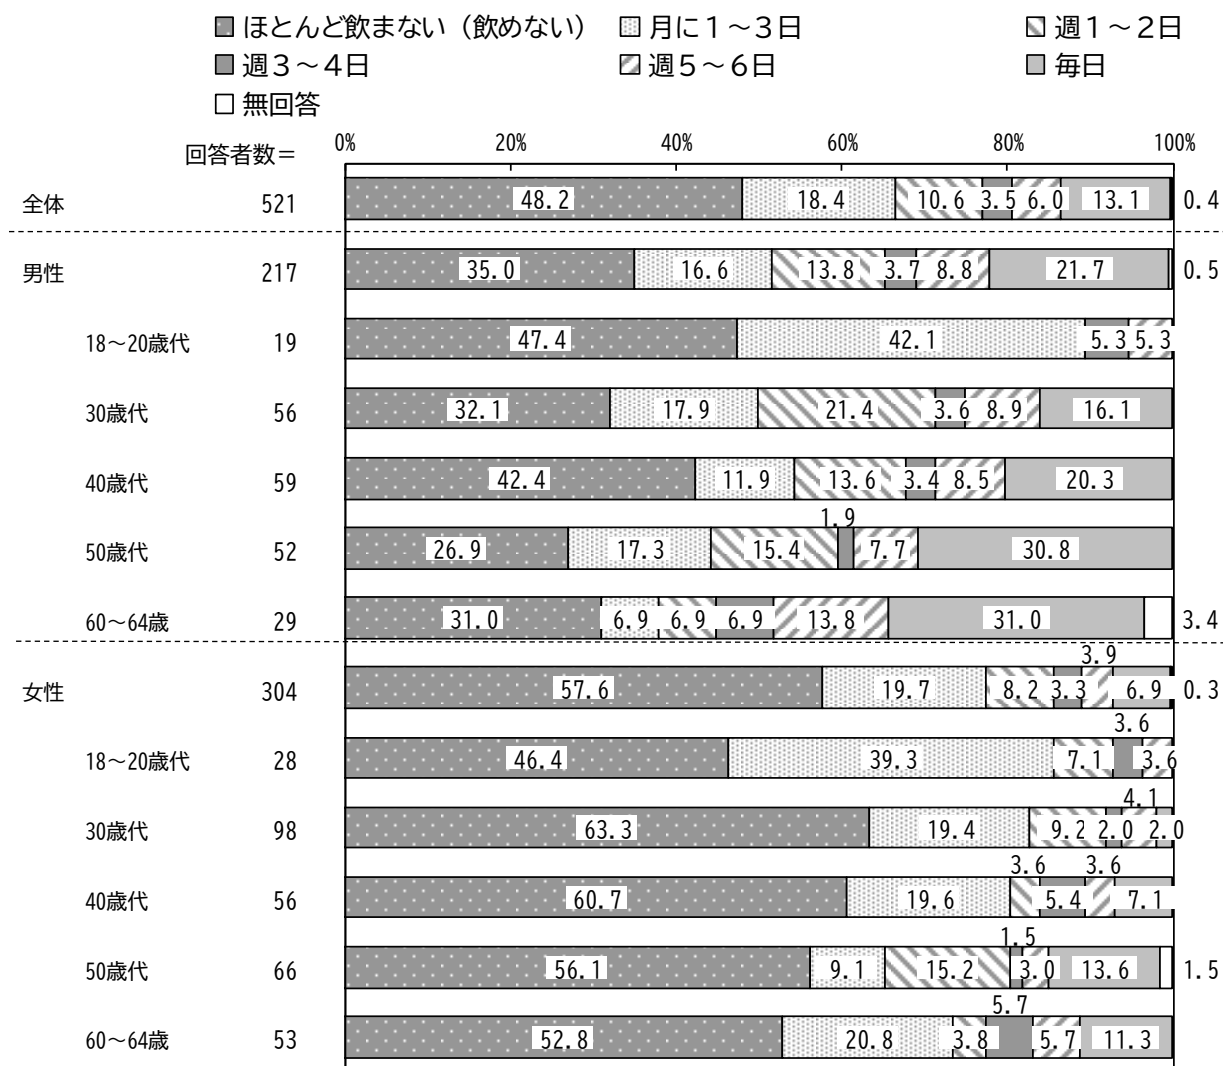 ほとんど飲まない（飲めない） 月に１～３日 週１～２日
週３～４日 週５～６日 毎日
無回答
回答者数＝ 0% 20% 40% 60% 80% 100%
全体 521 48.2 18.4 10.6 3.5 6.0 13.1 0.4
男性 217 35.0 16.6 13.8 3.7 8.8 21.7 0.5
18～20歳代 19 47.4 42.1 5.3 5.3
30歳代 56 32.1 17.9 21.4 3.6 8.9 16.1
40歳代 59 42.4 11.9 13.6 3.4 8.5 20.3
1.9
50歳代 52 26.9 17.3 15.4 7.7 30.8
60～64歳 29 31.0 6.9 6.9 6.9 13.8 31.0 3.4
3.9
女性 304 57.6 19.7 8.2 3.3 6.9 0.3
3.6
18～20歳代 28 46.4 39.3 7.1 3.6
4.1
30歳代 98 63.3 19.4 9.2 2.0 2.0
3.6 3.6
40歳代 56 60.7 19.6 5.4 7.1
1.5
50歳代 66 56.1 9.1 15.2 3.0 13.6 1.5
5.7
60～64歳 53 52.8 20.8 3.8 5.7 11.3